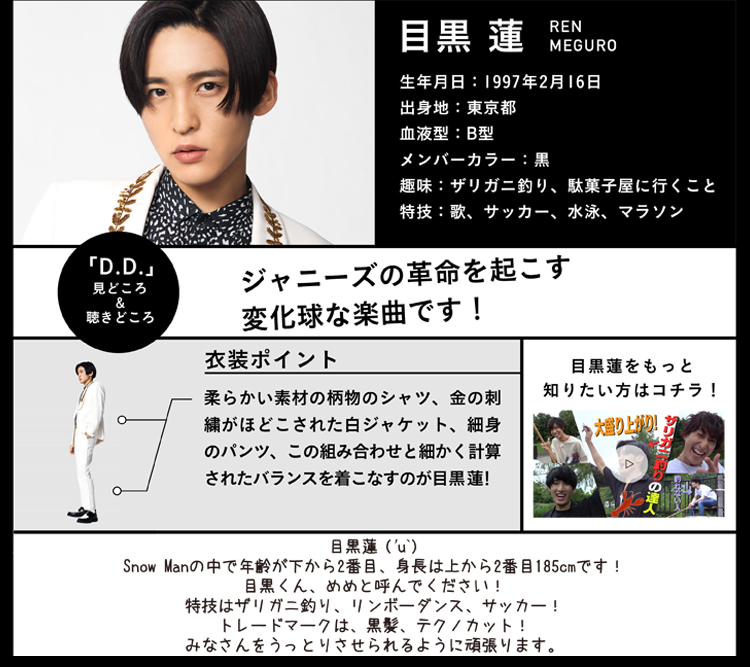 目黒 蓮
REN
MEGURO
生年月日：1997年2月16日
出身地：東京都
血液型：B型
メンバーカラー：黒
趣味：ザリガニ釣り、駄菓子屋に行くこと
特技：歌、サッカー、水泳、マラソン
「D.D.」
見どころ
&
聴きどころ
ジャニーズの革命を起こす
変化球な楽曲です！
衣装ポイント
柔らかい素材の柄物のシャツ、金の刺
繍がほどこされた白ジャケット、細身
のパンツ、この組み合わせと細かく計算
されたバランスを着こなすのが目黒蓮!
目黒蓮をもっと
知りたい方はコチラ！
大盛り上がり!
ザリガニ釣りの達人
目黒蓮（'u`）
Snow Manの中で年齢が下から2番目、身長は上から2番目185cmです！
目黒くん、めめと呼んでください！
特技はザリガニ釣り、リンボーダンス、サッカー！
トレードマークは、黒髪、テクノカット！
みなさんをうっとりさせられるように頑張ります。